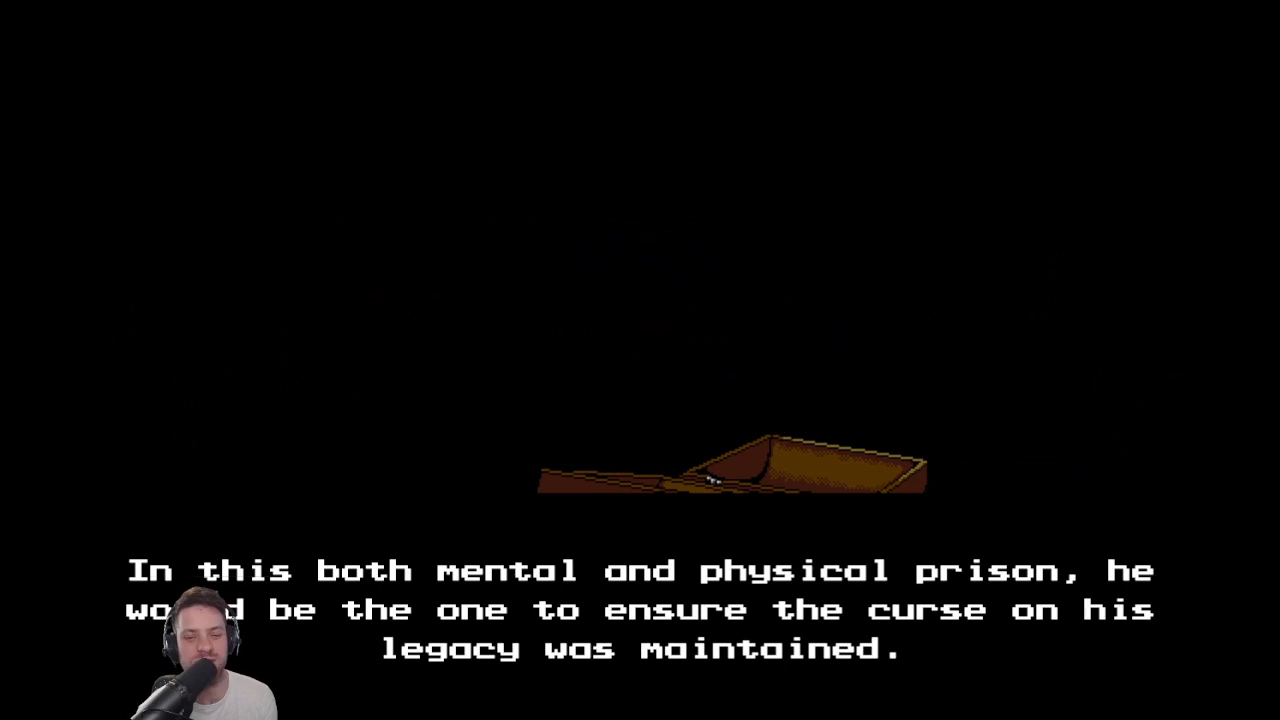 In this both mental and physical prison, he
would be the one to ensure the curse on his
legacy was maintained.